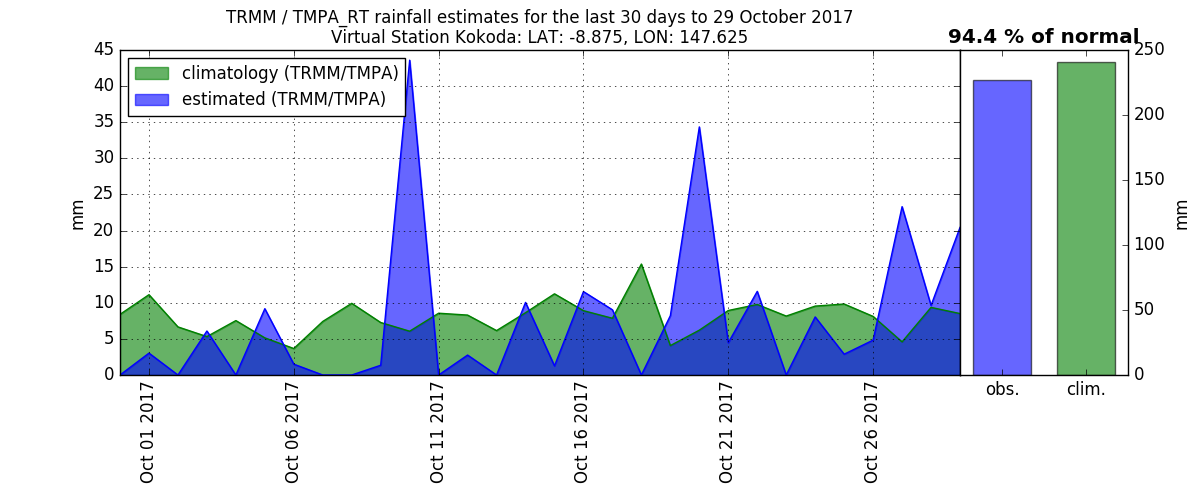 TRMM / TMPA_RT rainfall estimates for the last 30 days to 29 October 2017
Virtual Station Kokoda: LAT: -8.875, LON: 147.625
94.4 % of normal
climatology (TRMM/TMPA)
estimated (TRMM/TMPA)
45
40
35
30
25
20
15
10
5
0
mm
Oct 01 2017
Oct 06 2017
Oct 11 2017
Oct 16 2017
Oct 21 2017
Oct 26 2017
obs.
clim.
250
200
150
100
50
0
mm